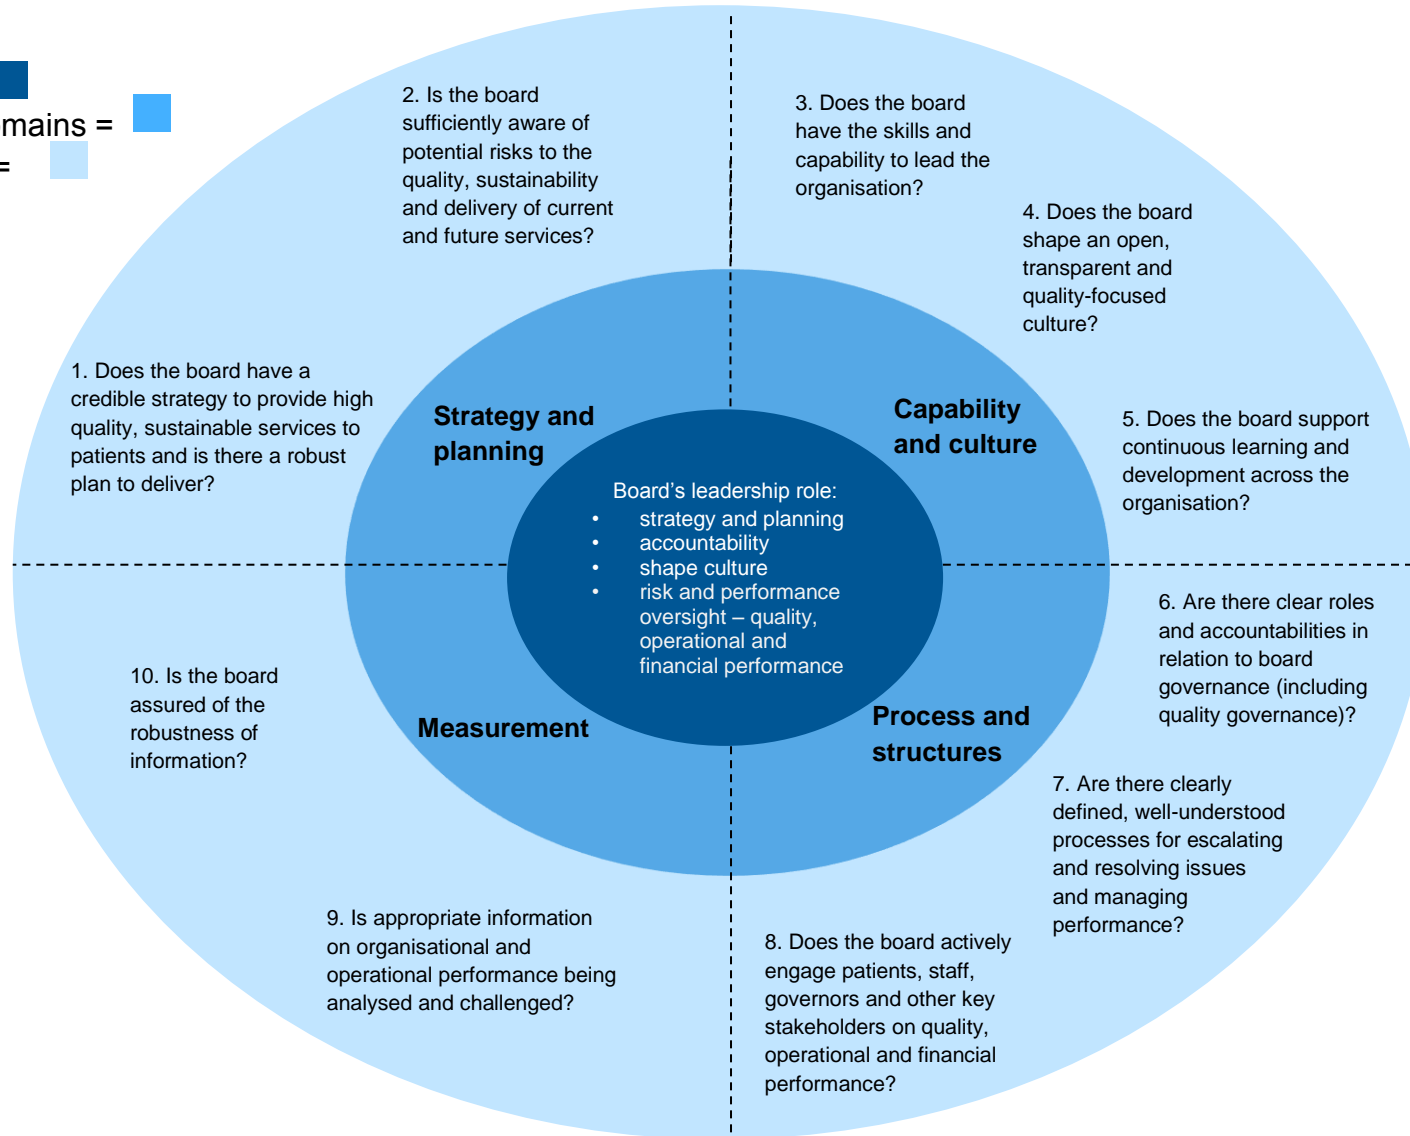 mains =
=
2. Is the board
sufficiently aware of
potential risks to the
quality, sustainability
and delivery of current
and future services?
3. Does the board
have the skills and
capability to lead the
organisation?
4. Does the board
shape an open,
transparent and
quality-focused
culture?
1. Does the board have a
credible strategy to provide high
quality, sustainable services to
patients and is there a robust
plan to deliver?
Strategy and
planning
Capability
and culture
5. Does the board support
continuous learning and
development across the
organisation?
Board’s leadership role:
• strategy and planning
• accountability
• shape culture
• risk and performance
oversight – quality,
operational and
financial performance
6. Are there clear roles
and accountabilities in
relation to board
governance (including
quality governance)?
10. Is the board
assured of the
robustness of
information?
Measurement
Process and
structures
7. Are there clearly
defined, well-understood
processes for escalating
and resolving issues
and managing
performance?
9. Is appropriate information
on organisational and
operational performance being
analysed and challenged?
8. Does the board actively
engage patients, staff,
governors and other key
stakeholders on quality,
operational and financial
performance?